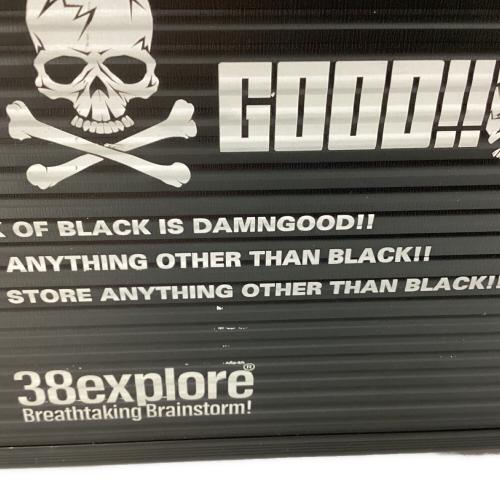 GOOD!!
K OF BLACK IS DAMNGOOD!!
ANYTHING OTHER THAN BLACK!!
STORE ANYTHING OTHER THAN BLACK!!
38explore®
Breathtaking Brainstorm!